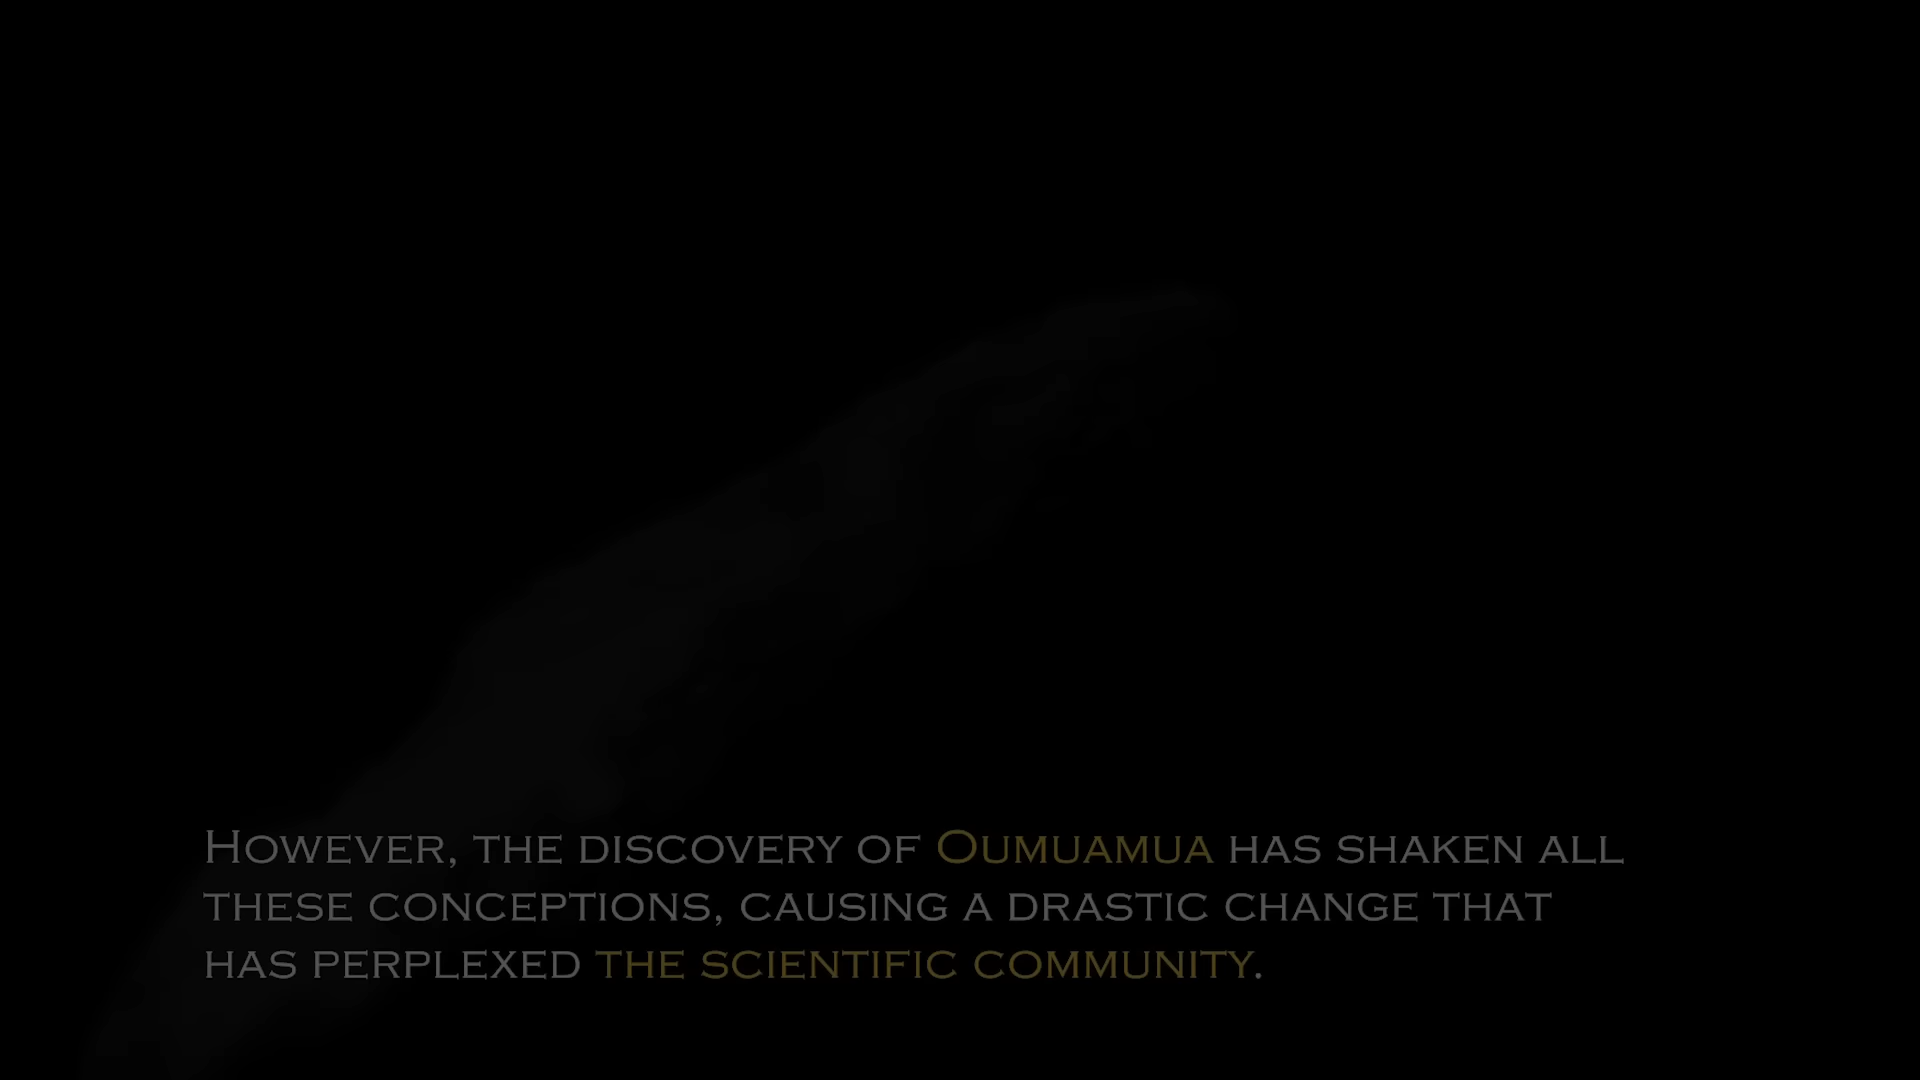 However, the discovery of Oumuamua has shaken all
these conceptions, causing a drastic change that
has perplexed the scientific community.